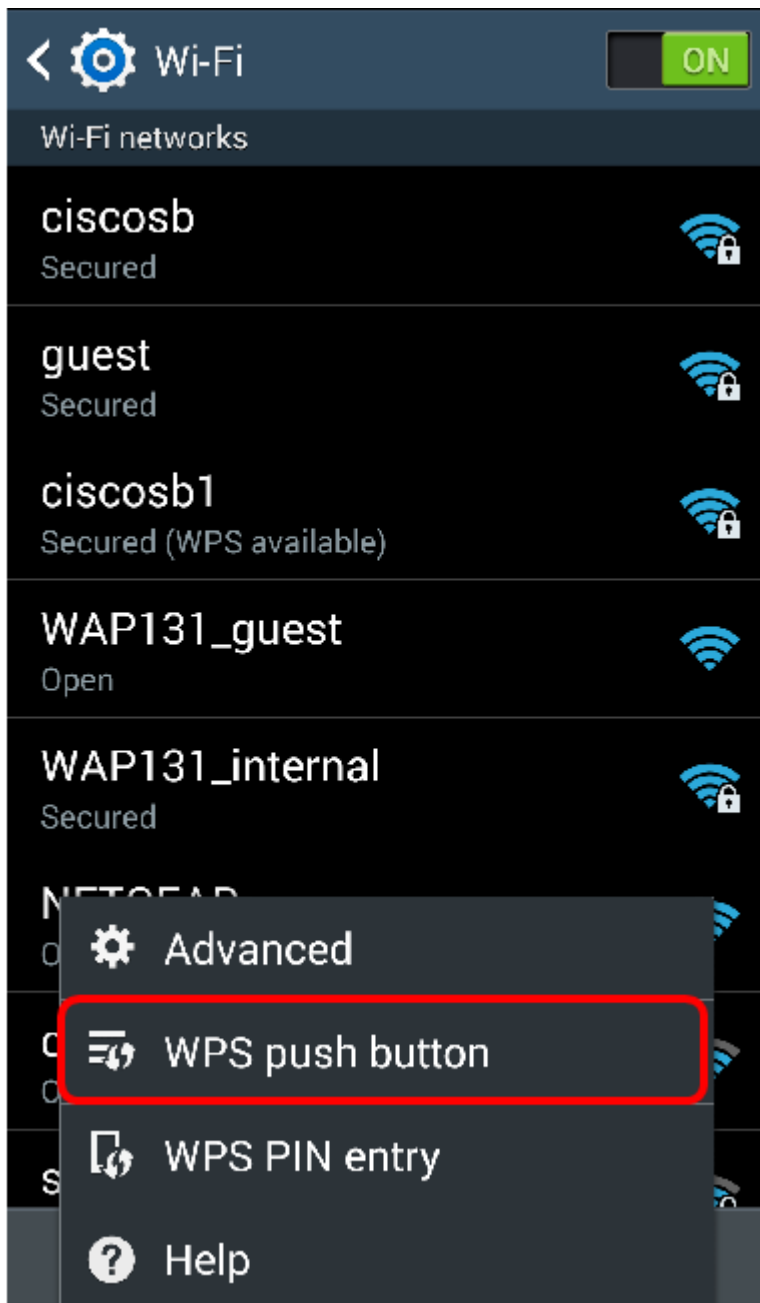 Wi-Fi
ON
Wi-Fi networks
ciscosb
Secured
guest
Secured
ciscosb1
Secured (WPS available)
WAP131_guest
Open
WAP131_internal
Secured
NETGEAR
Advanced
WPS push button
WPS PIN entry
Help